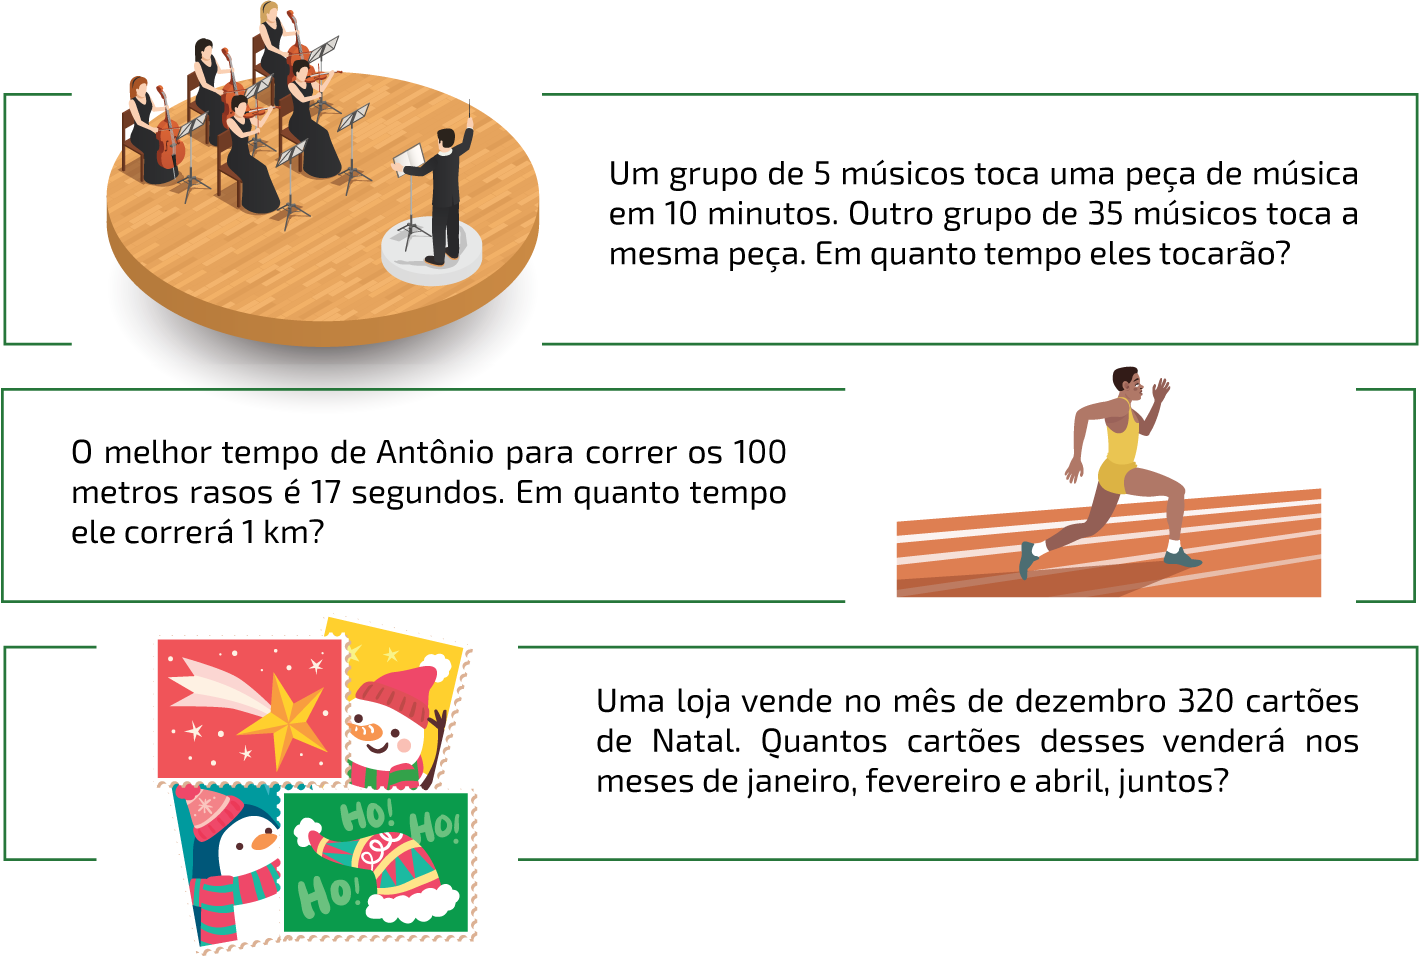 Um grupo de 5 músicos toca uma peça de música
em 10 minutos. Outro grupo de 35 músicos toca a
mesma peça. Em quanto tempo eles tocarão?
O melhor tempo de Antônio para correr os 100
metros rasos é 17 segundos. Em quanto tempo
ele correrá 1 km?
Uma loja vende no mês de dezembro 320 cartões
de Natal. Quantos cartões desses venderá nos
meses de janeiro, fevereiro e abril, juntos?
Ho!
Ho!
Ho!